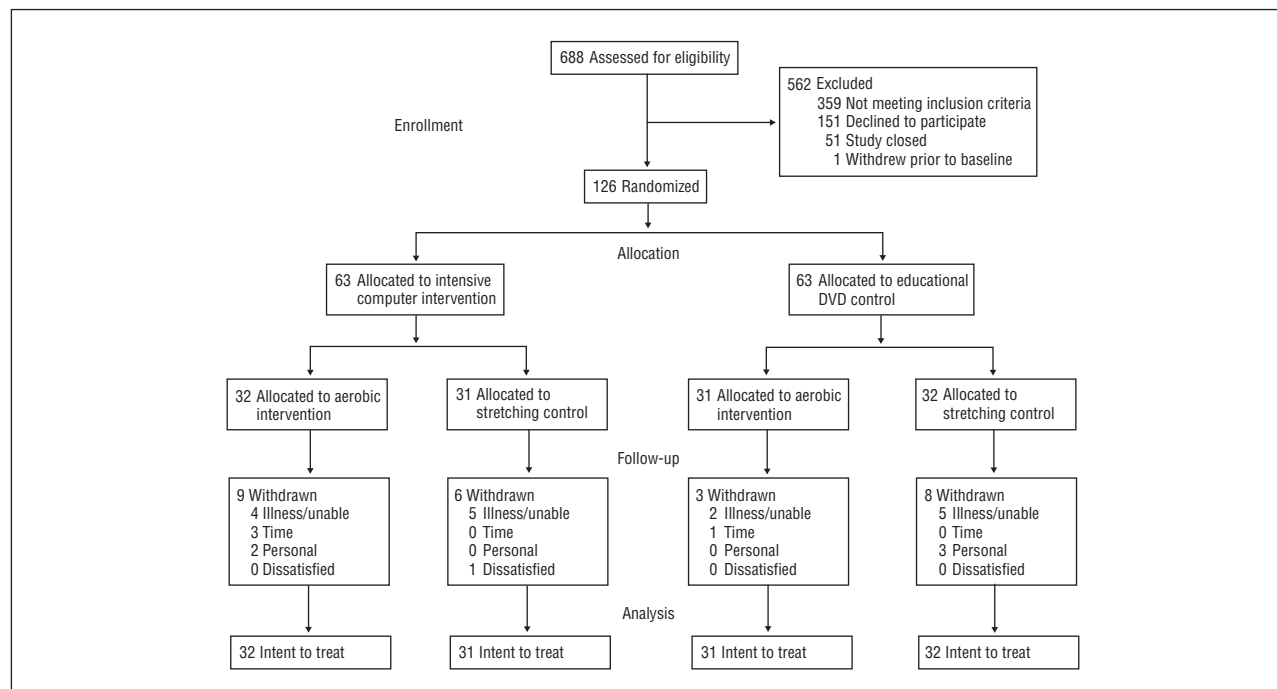 688 Assessed for eligibility
562 Excluded
359 Not meeting inclusion criteria
151 Declined to participate
51 Study closed
1 Withdrew prior to baseline
Enrollment
126 Randomized
Allocation
63 Allocated to intensive
computer intervention
63 Allocated to educational
DVD control
32 Allocated to aerobic
intervention
31 Allocated to
stretching control
31 Allocated to aerobic
intervention
32 Allocated to
stretching control
Follow-up
9 Withdrawn
4 Illness/unable
3 Time
2 Personal
0 Dissatisfied
6 Withdrawn
5 Illness/unable
0 Time
0 Personal
1 Dissatisfied
3 Withdrawn
2 Illness/unable
1 Time
0 Personal
0 Dissatisfied
8 Withdrawn
5 Illness/unable
0 Time
3 Personal
0 Dissatisfied
Analysis
32 Intent to treat
31 Intent to treat
31 Intent to treat
32 Intent to treat